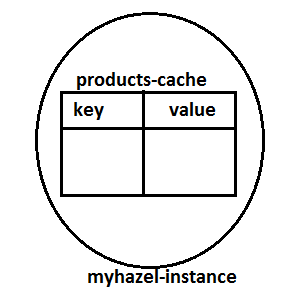 products-cache
key value
myhazel-instance